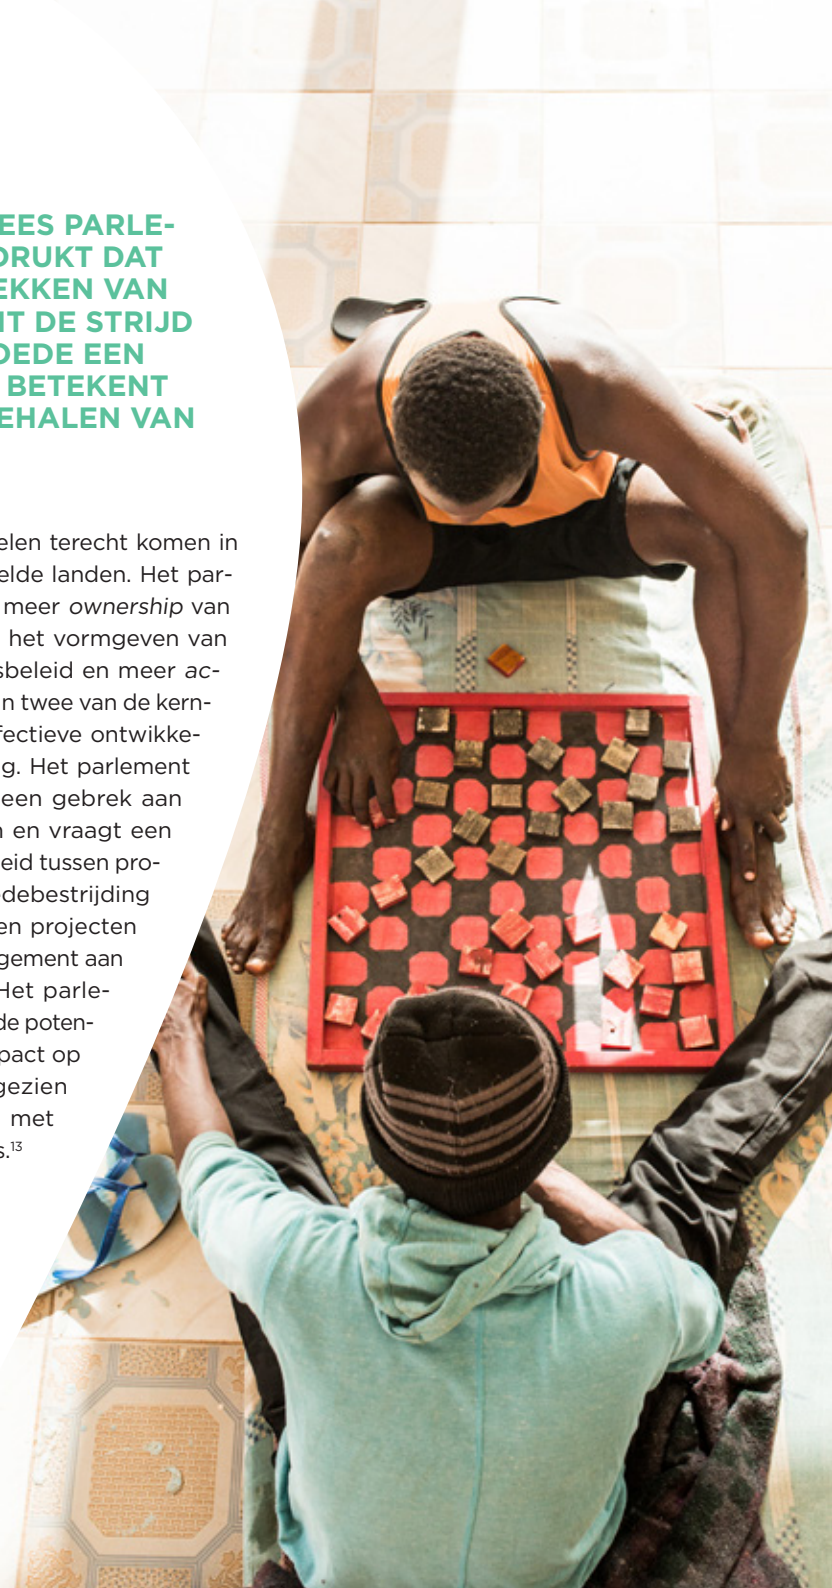 EES PARLE-
DRUKT DAT
EKKEN VAN
NT DE STRIJD
OEDE EEN
BETEKENT
EHALEN VAN
elen terecht komen in
elde landen. Het par-
meer ownership van
het vormgeven van
sbeleid en meer ac-
n twee van de kern-
fectieve ontwikke-
g. Het parlement
een gebrek aan
n en vraagt een
eid tussen pro-
edebestrijding
en projecten
gement aan
Het parle-
de poten-
pact op
gezien
met
s.13